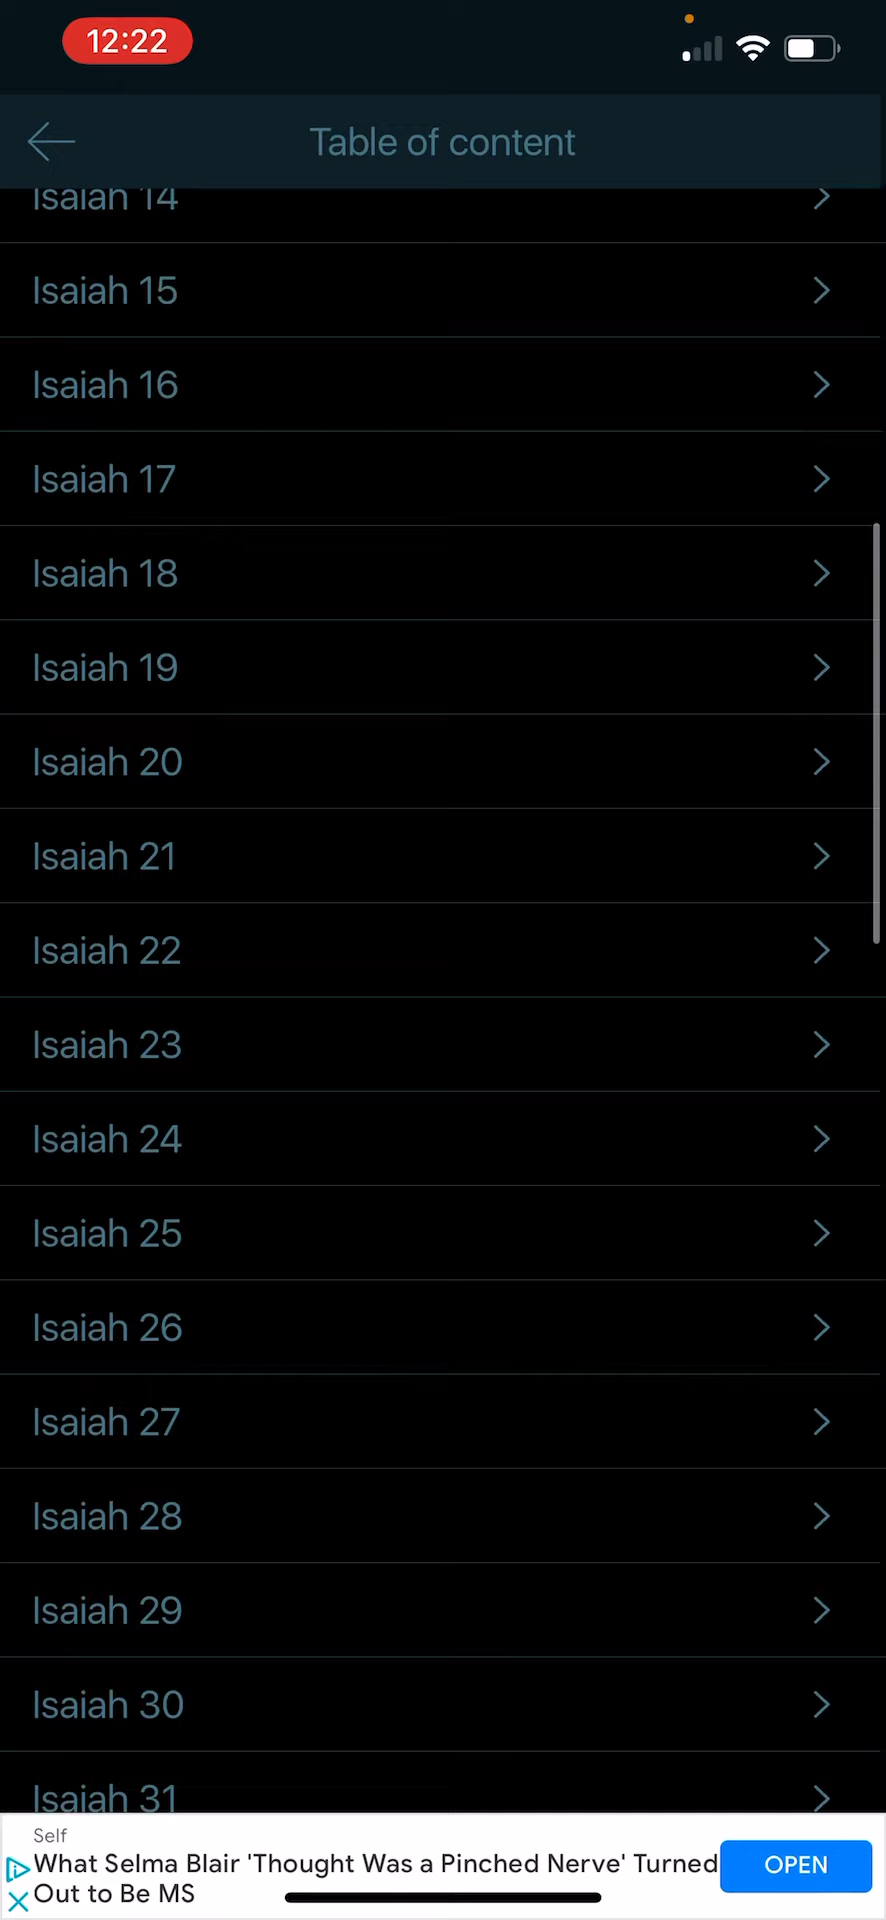 12:22
Table of content
Isaiah 14
Isaiah 15
Isaiah 16
Isaiah 17
Isaiah 18
Isaiah 19
Isaiah 20
Isaiah 21
Isaiah 22
Isaiah 23
Isaiah 24
Isaiah 25
Isaiah 26
Isaiah 27
Isaiah 28
Isaiah 29
Isaiah 30
Isaiah 31
Self
What Selma Blair 'Thought Was a Pinched Nerve' Turned
Out to Be MS
OPEN